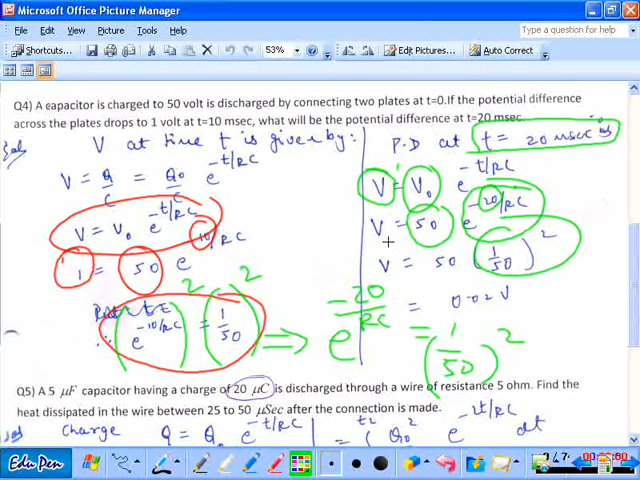 Microsoft Office Picture Manager
File Edit View Picture Tools Help
Type a question for help
Shortcuts... 53% Edit Pictures... Auto Correct
Q4) A eapacitor is charged to 50 volt is discharged by connecting two plates at t=0.If the potential difference
across the plates drops to 1 volt at t=10 msec, what will be the potential difference at t=20 msec.
Sol V at time t is given by:
V = Q/C = Q₀/C e^(-t/RC)
V = V₀ e^(-t/RC)
1 = 50 e^(-10/RC)
∴ (e^(-10/RC))² = (1/50)² ⟹ e^(-20/RC) = (1/50)²
P.D at t = 20 msec is
V' = V₀ e^(-t/RC)
V = 50 e^(-20/RC)
V = 50 (1/50)²
= 0.02 V
Q5) A 5 μF capacitor having a charge of 20 μC is discharged through a wire of resistance 5 ohm. Find the
heat dissipated in the wire between 25 to 50 μSec after the connection is made.
Sol Charge q = Q₀ e^(-t/RC) = ∫ t₂ Q₀² e^(-2t/RC) dt
Edu Pen